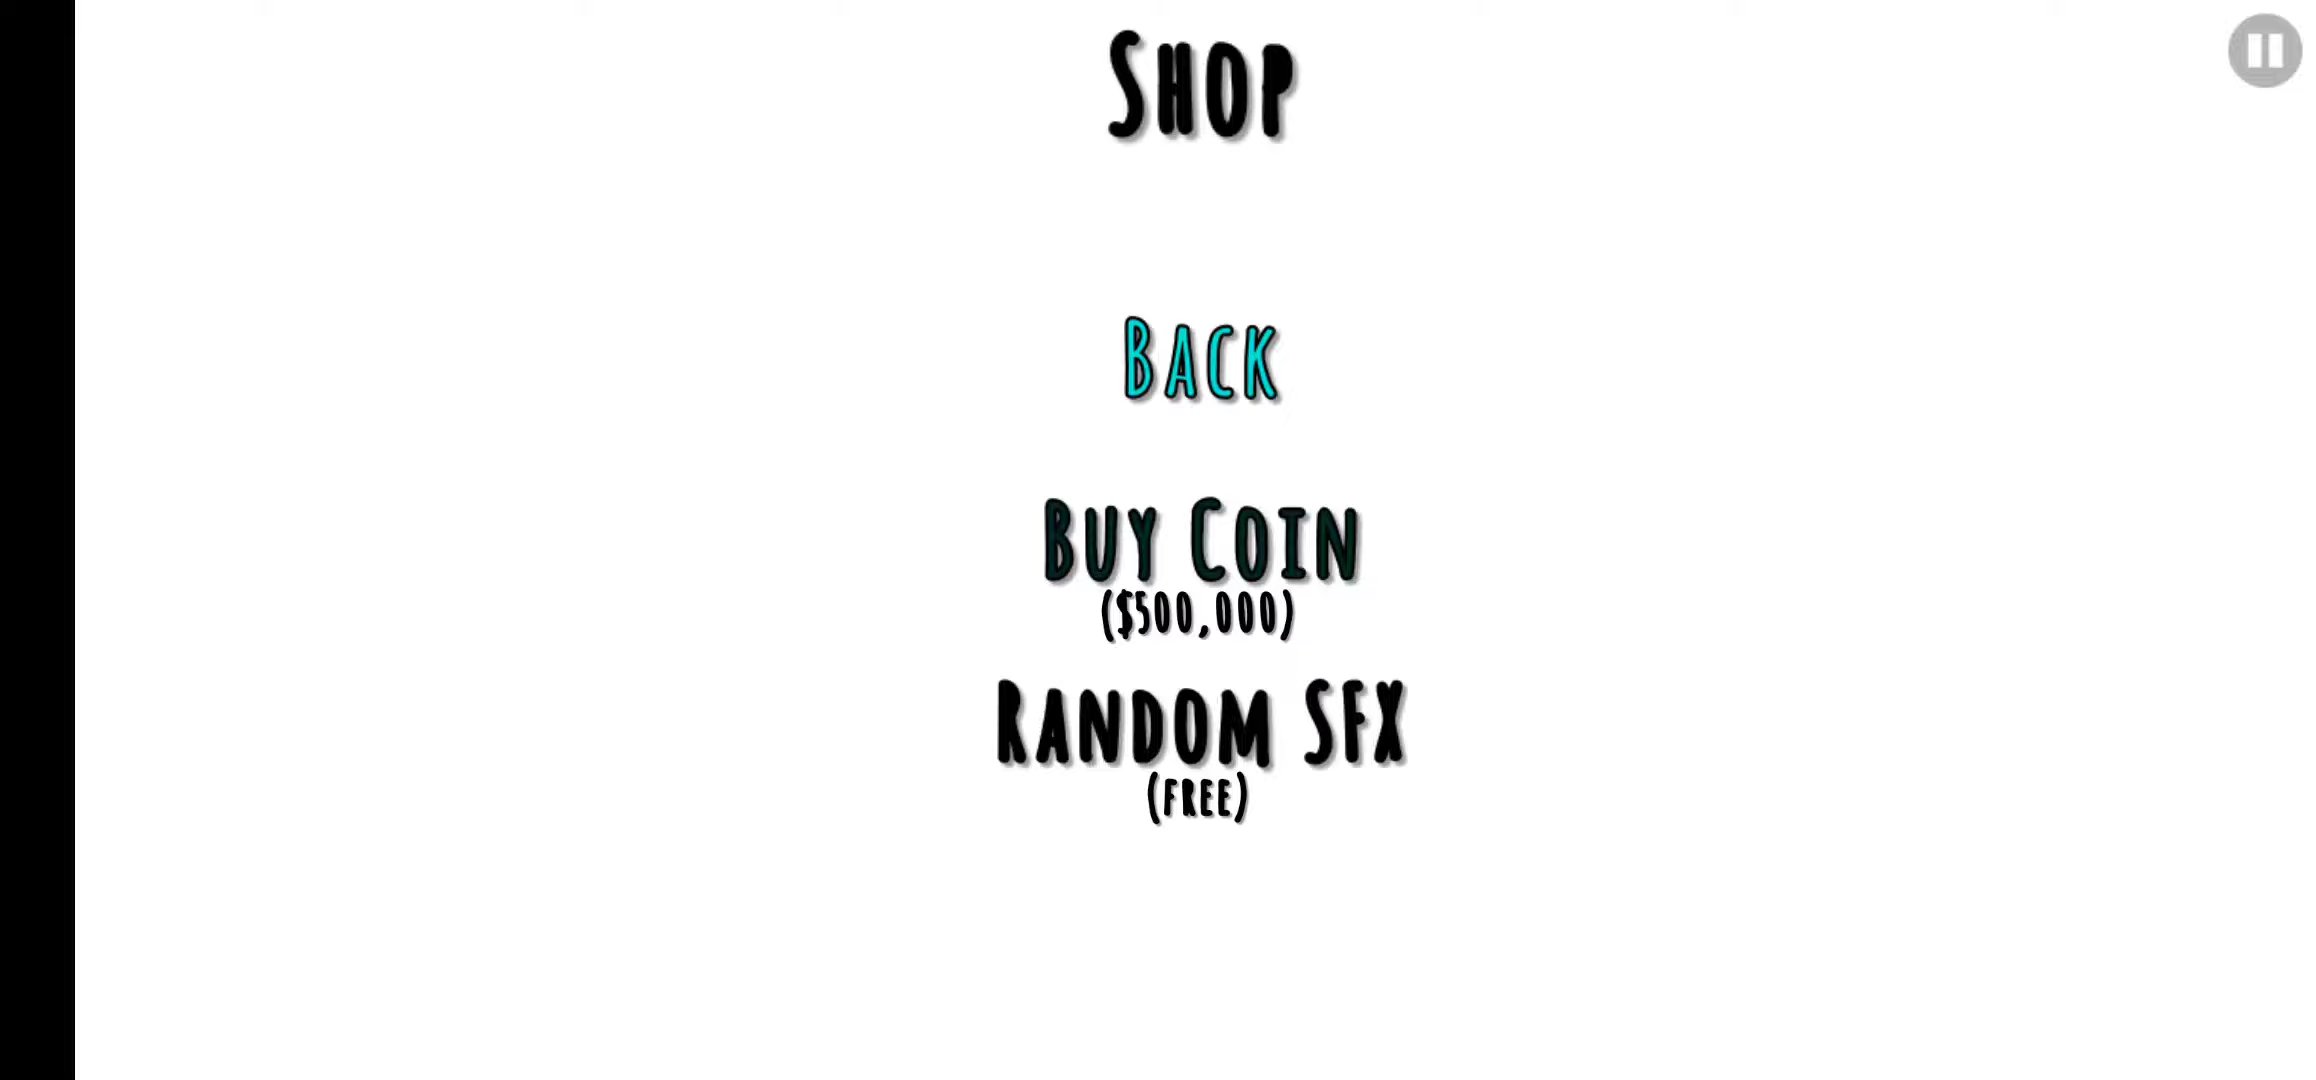 Shop
Back
Buy Coin
($500,000)
Random SFX
(free)